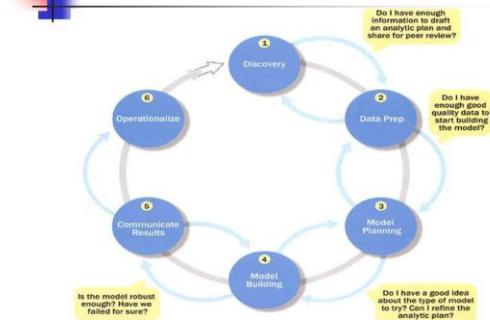 Do I have enough
information to draft
an analytic plan and
share for peer review?
1
Discovery
6
Operationalize
2
Data Prep
Do I have
enough good
quality data to
start building
the model?
5
Communicate
Results
3
Model
Planning
4
Model
Building
Is the model robust
enough? Have we
failed for sure?
Do I have a good idea
about the type of model
to try? Can I refine the
analytic plan?